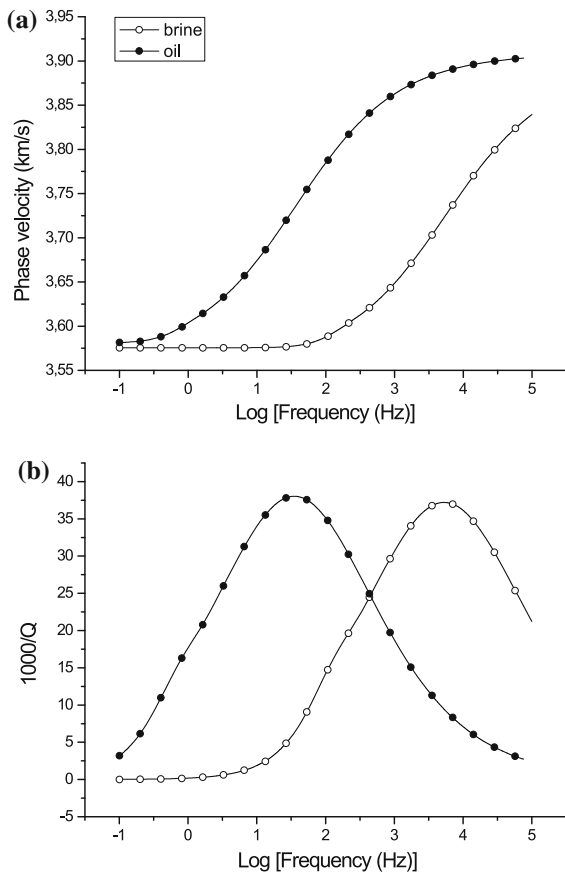 (a)
brine
oil
3,95
3,90
3,85
3,80
3,75
3,70
3,65
3,60
3,55
Phase velocity (km/s)
-1 0 1 2 3 4 5
Log [Frequency (Hz)]
(b)
40
35
30
25
20
15
10
5
0
-5
1000/Q
-1 0 1 2 3 4 5
Log [Frequency (Hz)]